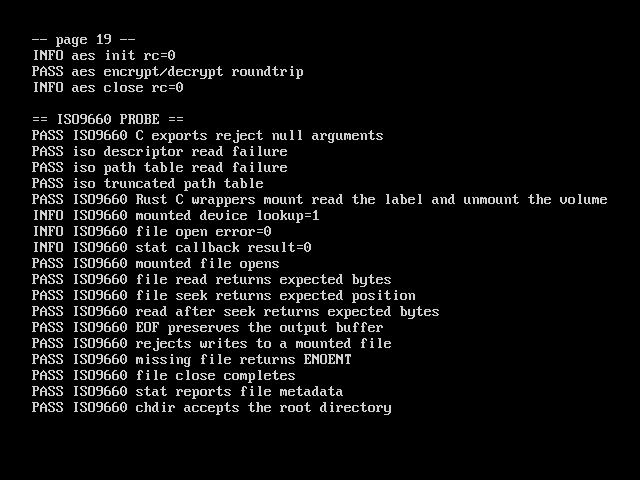 -- page 19 --
INFO aes init rc=0
PASS aes encrypt/decrypt roundtrip
INFO aes close rc=0
== ISO9660 PROBE ==
PASS ISO9660 C exports reject null arguments
PASS iso descriptor read failure
PASS iso path table read failure
PASS iso truncated path table
PASS ISO9660 Rust C wrappers mount read the label and unmount the volume
INFO ISO9660 mounted device lookup=1
INFO ISO9660 file open error=0
INFO ISO9660 stat callback result=0
PASS ISO9660 mounted file opens
PASS ISO9660 file read returns expected bytes
PASS ISO9660 file seek returns expected position
PASS ISO9660 read after seek returns expected bytes
PASS ISO9660 EOF preserves the output buffer
PASS ISO9660 rejects writes to a mounted file
PASS ISO9660 missing file returns ENOENT
PASS ISO9660 file close completes
PASS ISO9660 stat reports file metadata
PASS ISO9660 chdir accepts the root directory